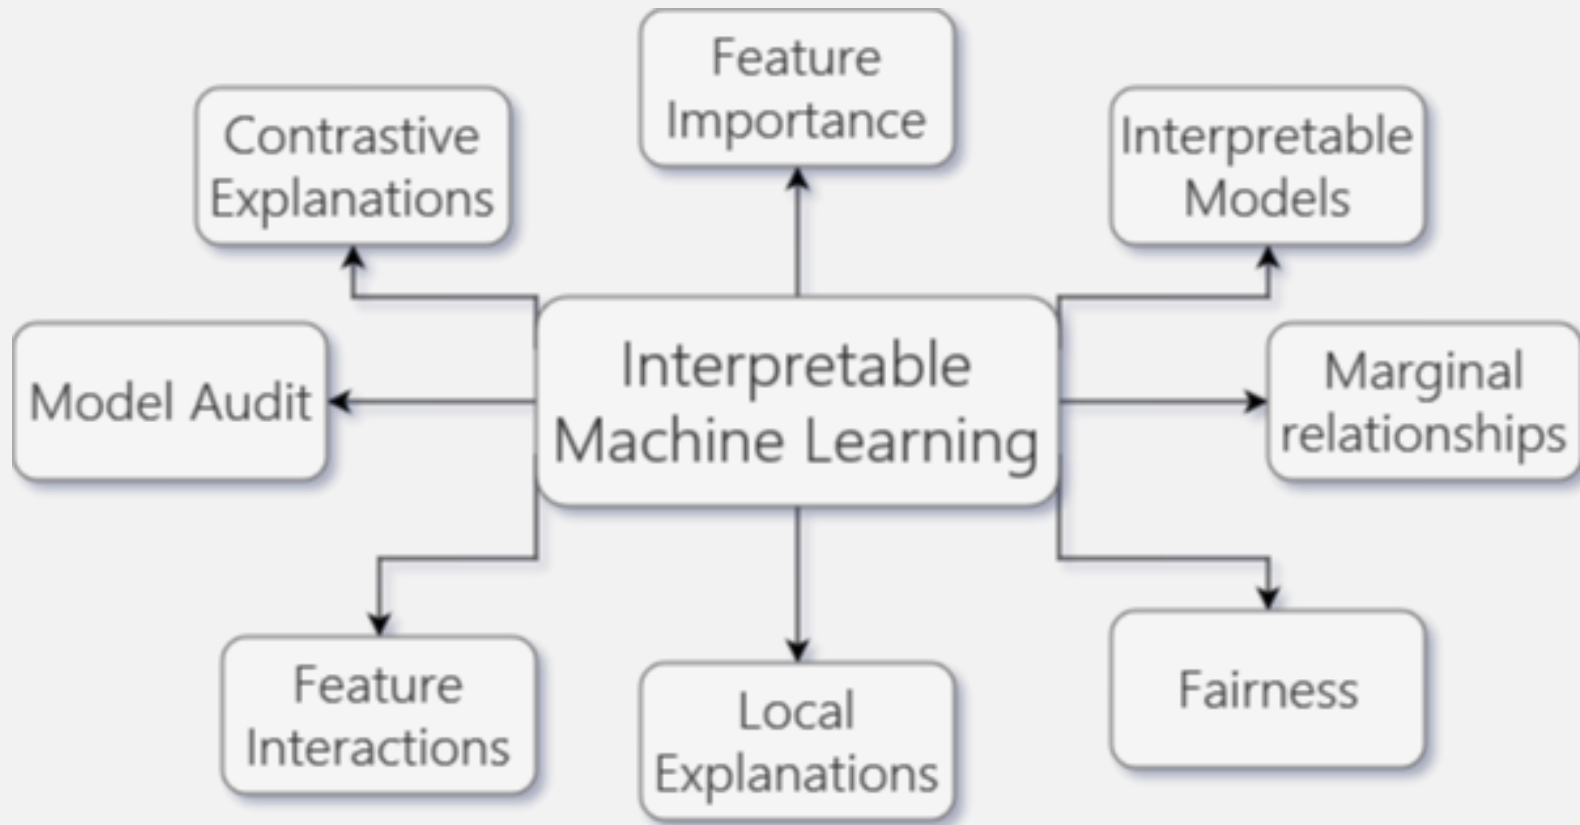 Feature
Importance
Contrastive
Explanations
Interpretable
Models
Interpretable
Machine Learning
Model Audit
Marginal
relationships
Feature
Interactions
Local
Explanations
Fairness